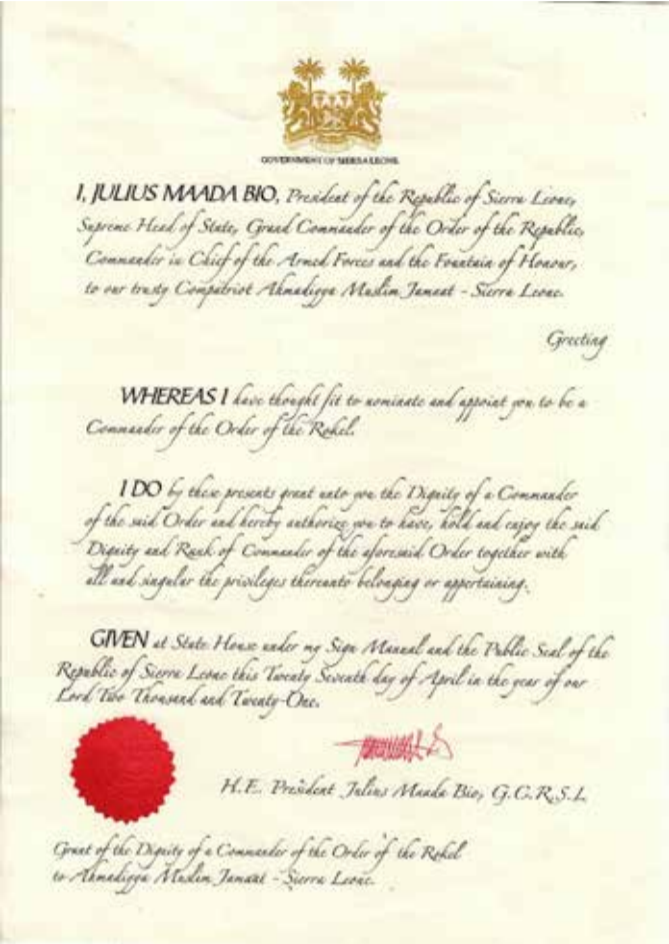 GOVERNMENT OF SIERRA LEONE
I, JULIUS MAADA BIO, President of the Republic of Sierra Leone,
Supreme Head of State, Grand Commander of the Order of the Republic,
Commander in Chief of the Armed Forces and the Fountain of Honour,
to our trusty Compatriot Ahmadiyya Muslim Jamaat - Sierra Leone.
Greeting
WHEREAS I have thought fit to nominate and appoint you to be a
Commander of the Order of the Rokel.
I DO by these presents grant unto you the Dignity of a Commander
of the said Order and hereby authorize you to have, hold and enjoy the said
Dignity and Rank of Commander of the aforesaid Order together with
all and singular the privileges thereunto belonging or appertaining.
GIVEN at State House under my Sign Manual and the Public Seal of the
Republic of Sierra Leone this Twenty Seventh day of April in the year of our
Lord Two Thousand and Twenty-One.
H.E. President Julius Maada Bio, G.C.R.S.L
Grant of the Dignity of a Commander of the Order of the Rokel
to Ahmadiyya Muslim Jamaat - Sierra Leone.